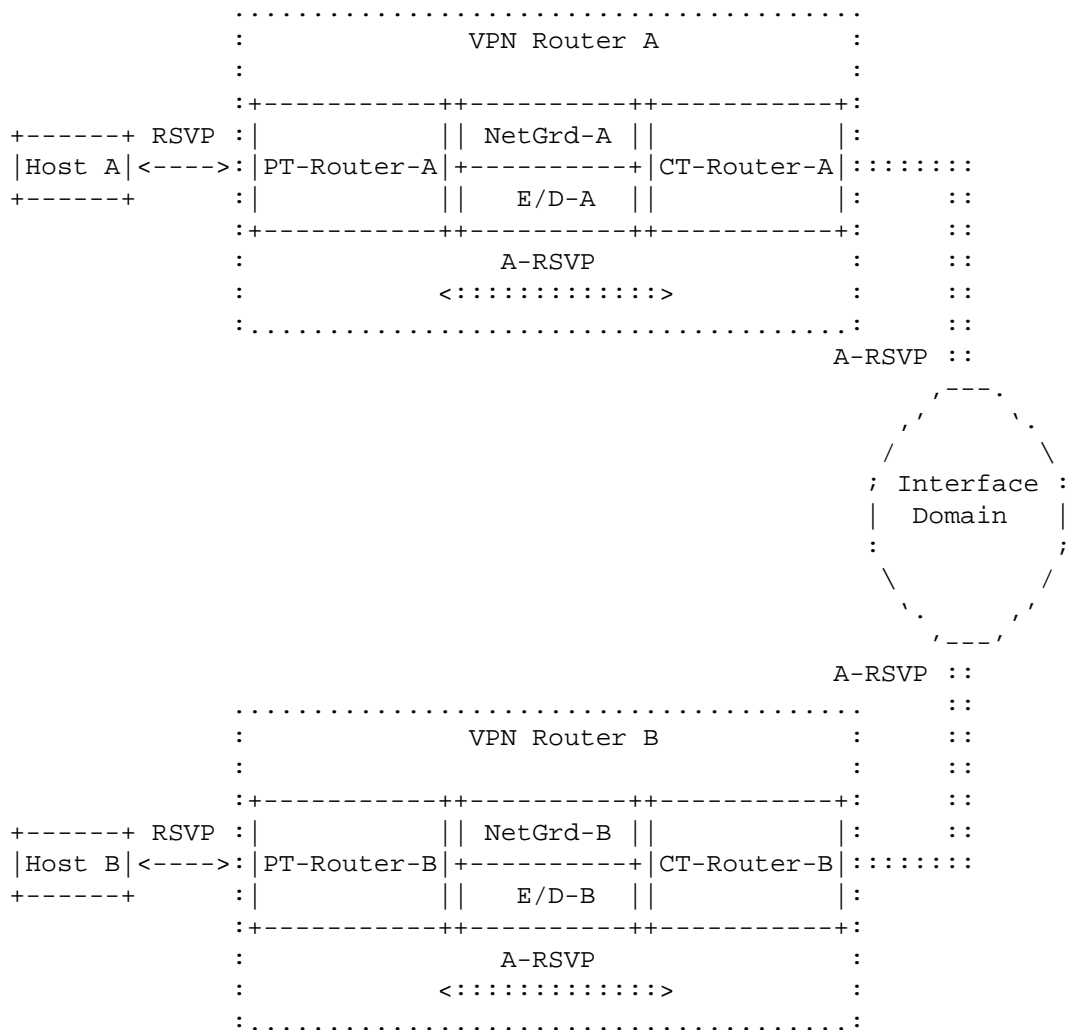 VPN Router A
NetGrd-A
RSVP
Host A PT-Router-A CT-Router-A
E/D-A
A-RSVP
A-RSVP
Interface
Domain
A-RSVP
VPN Router B
RSVP NetGrd-B
Host B PT-Router-B CT-Router-B
E/D-B
A-RSVP